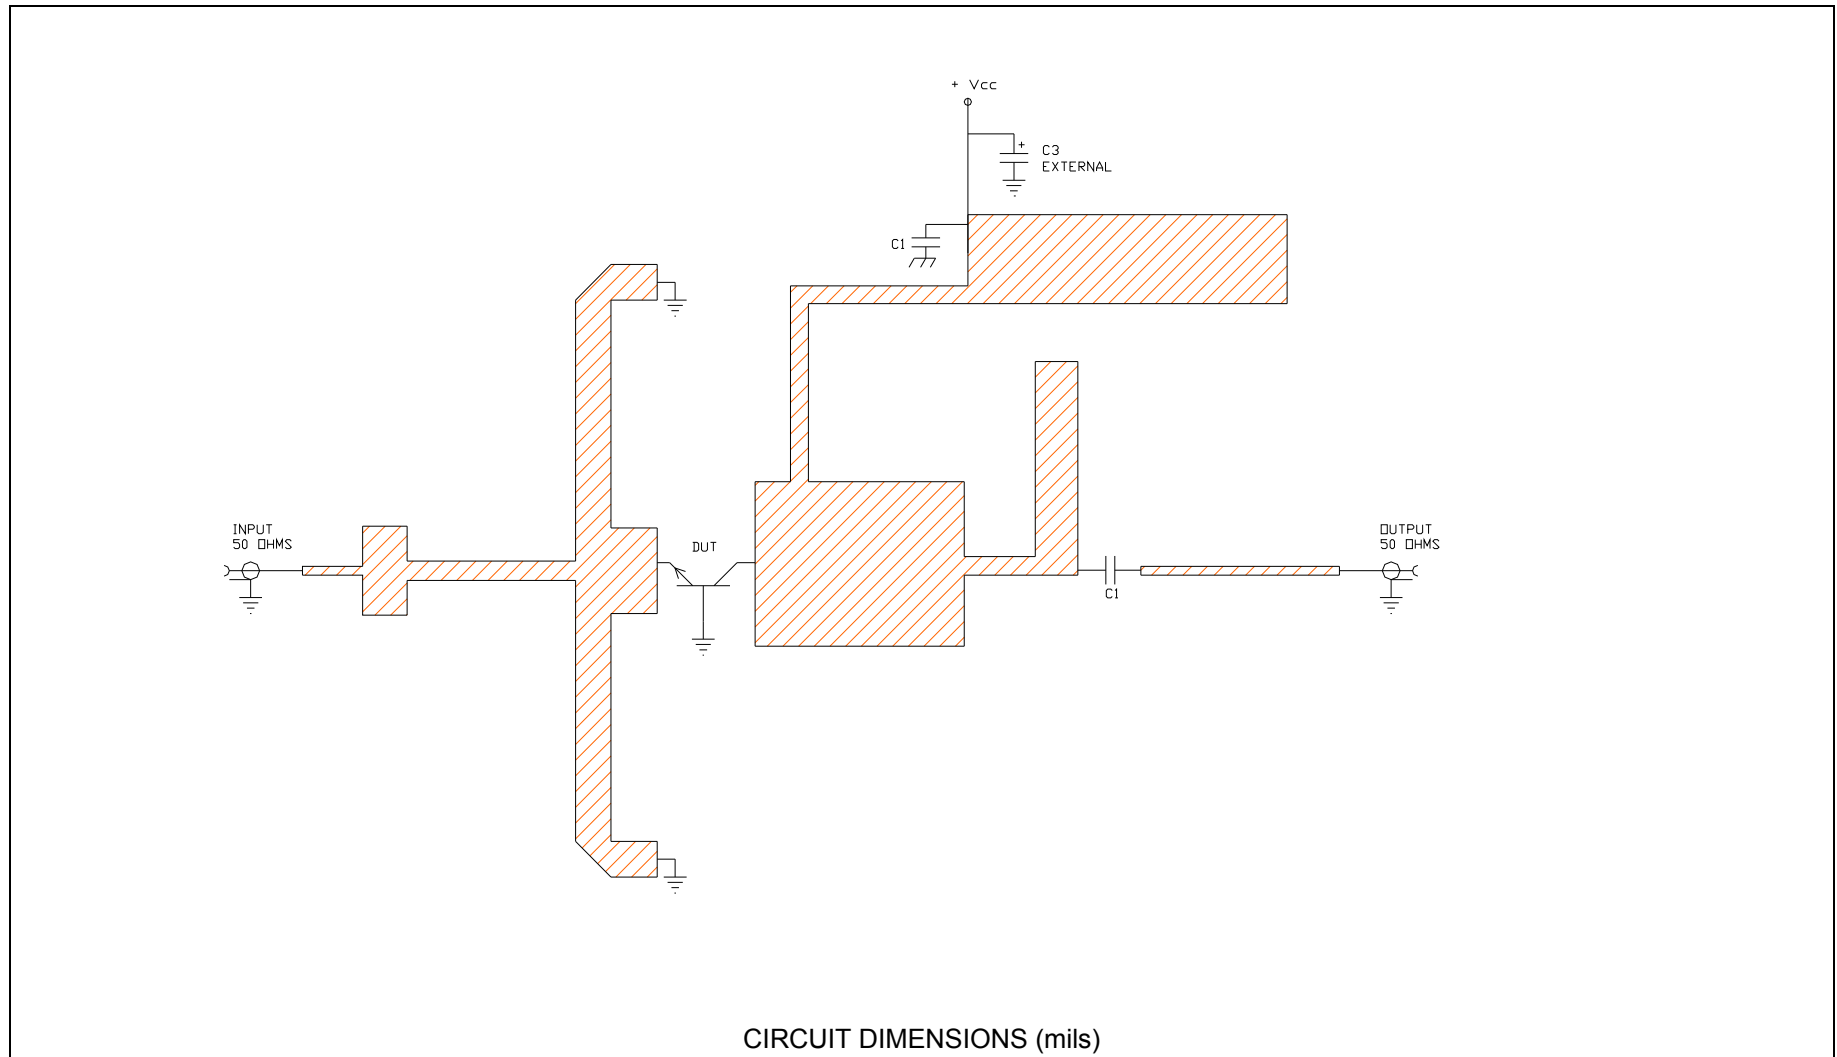 + Vcc
+
C3
EXTERNAL
C1
INPUT
50 OHMS
DUT
OUTPUT
50 OHMS
C1
CIRCUIT DIMENSIONS (mils)